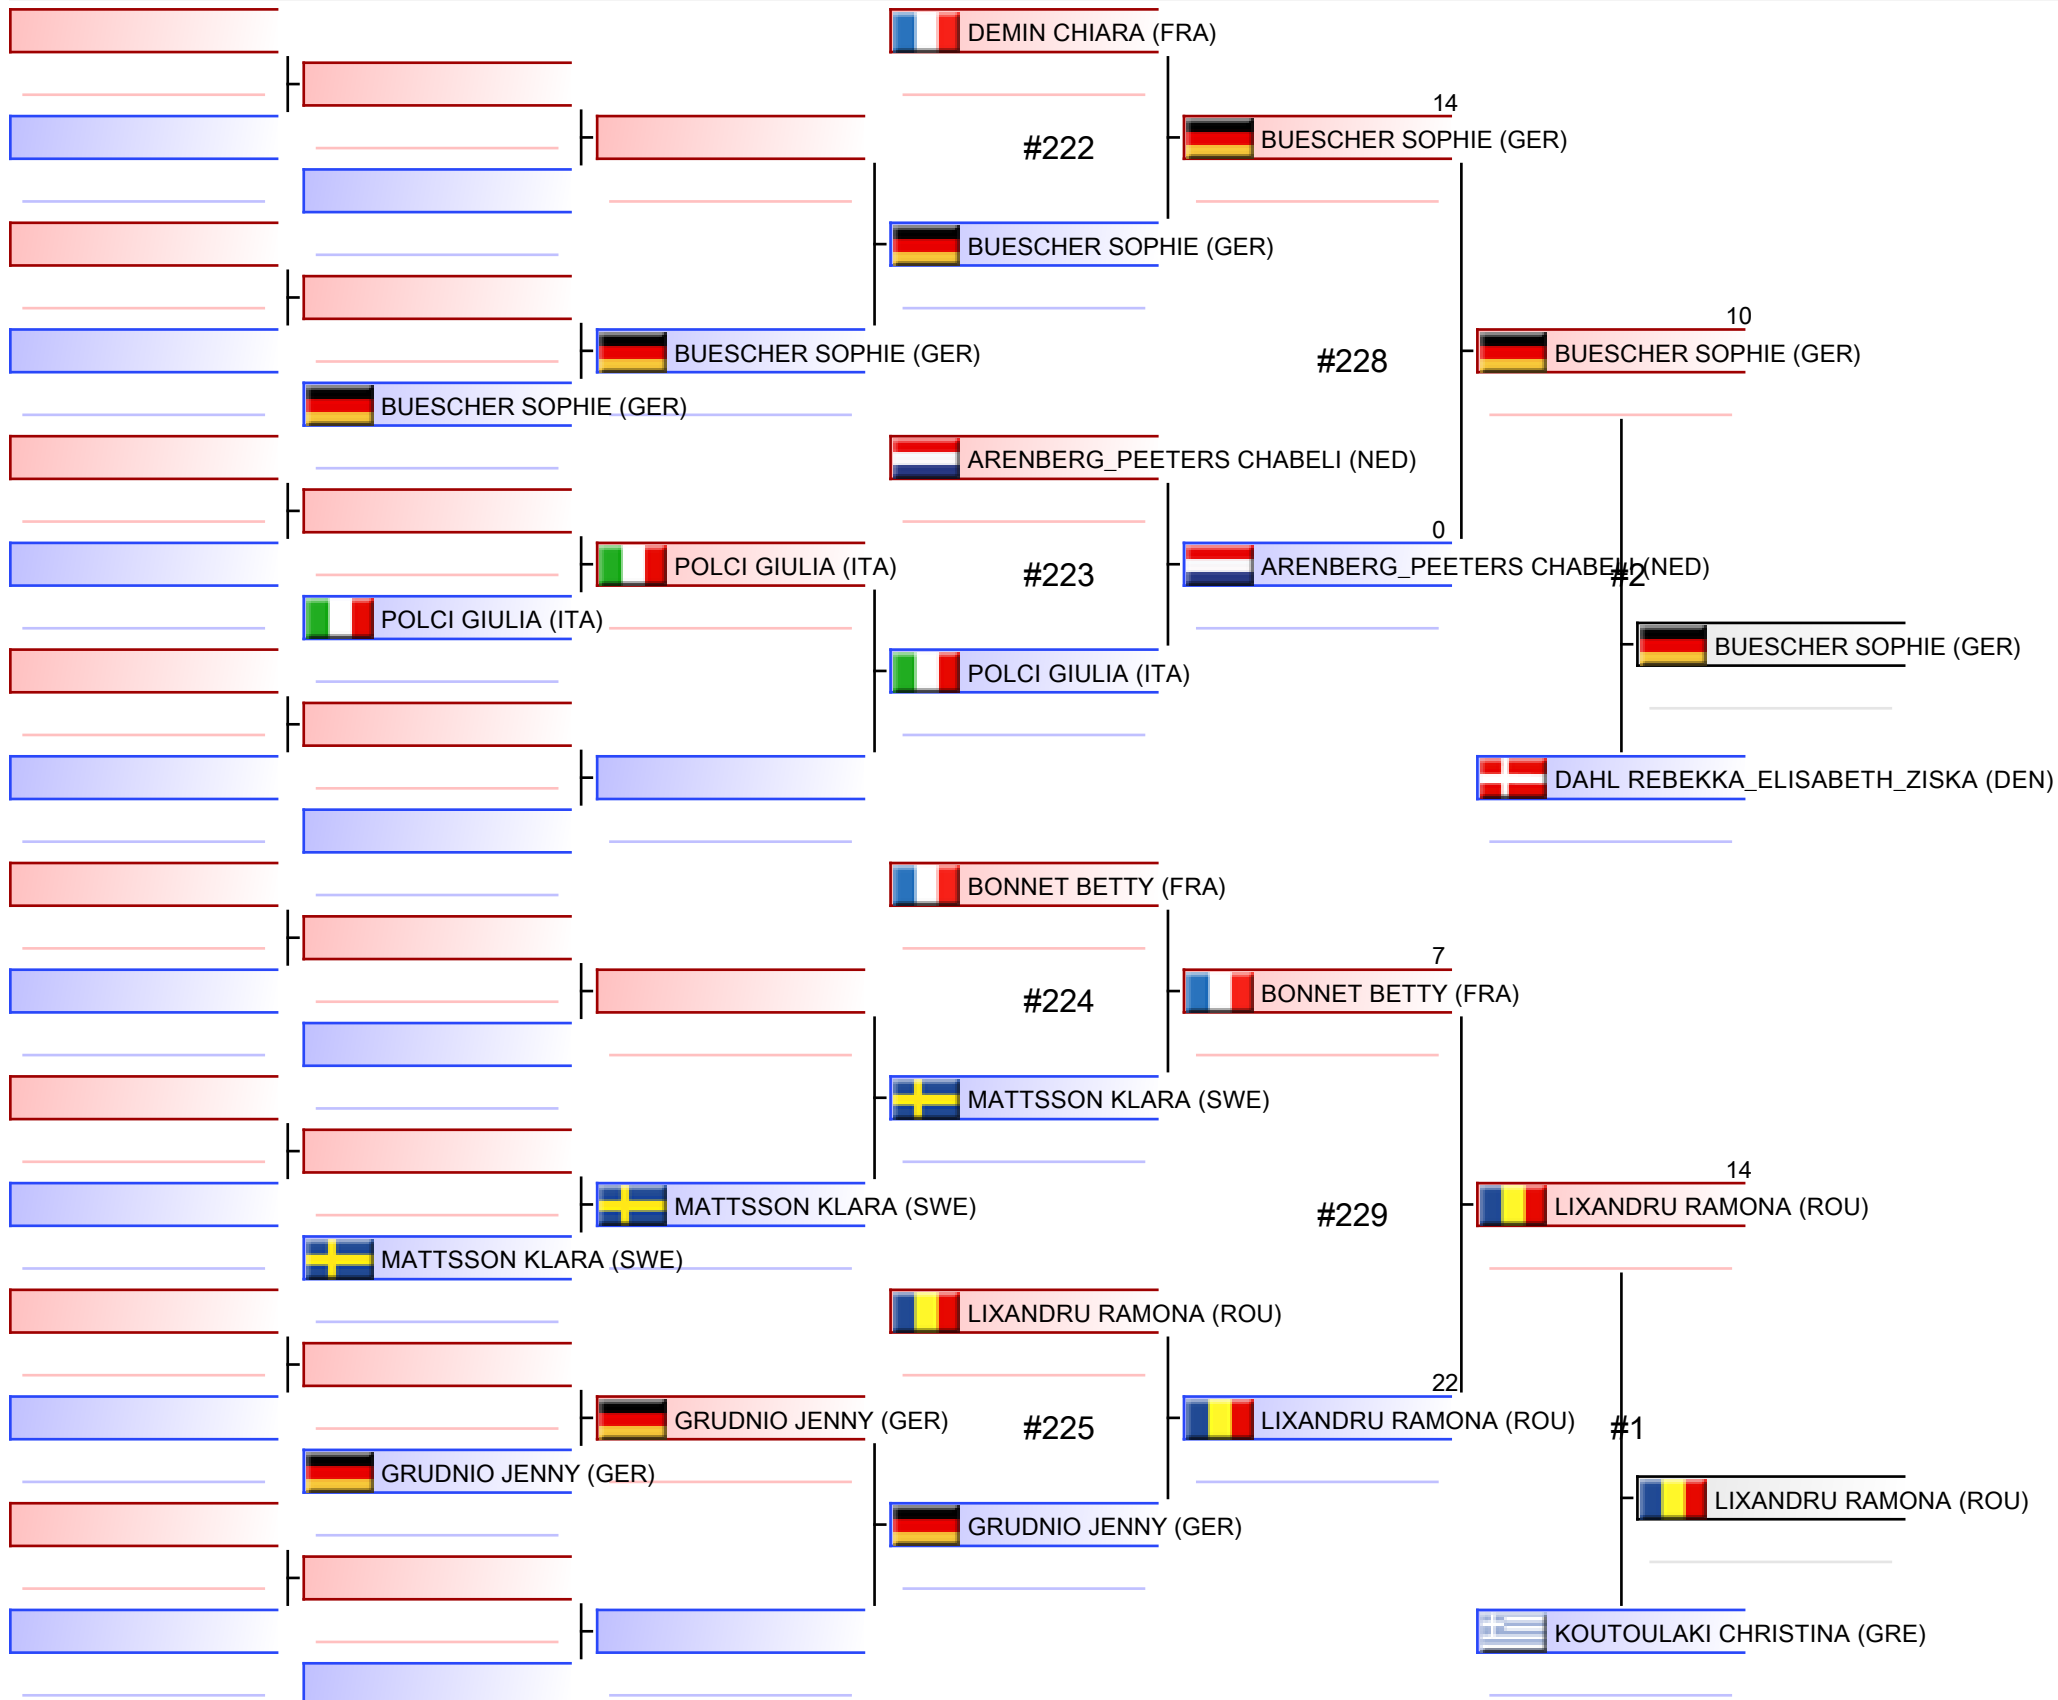 DEMIN CHIARA (FRA)
14
#222
BUESCHER SOPHIE (GER)
BUESCHER SOPHIE (GER)
10
BUESCHER SOPHIE (GER)
#228
BUESCHER SOPHIE (GER)
BUESCHER SOPHIE (GER)
ARENBERG_PEETERS CHABELI (NED)
0
POLCI GIULIA (ITA)
#223
ARENBERG_PEETERS CHABELI (NED)
#2
POLCI GIULIA (ITA)
BUESCHER SOPHIE (GER)
POLCI GIULIA (ITA)
DAHL REBEKKA_ELISABETH_ZISKA (DEN)
BONNET BETTY (FRA)
7
#224
BONNET BETTY (FRA)
MATTSSON KLARA (SWE)
14
MATTSSON KLARA (SWE)
#229
LIXANDRU RAMONA (ROU)
MATTSSON KLARA (SWE)
LIXANDRU RAMONA (ROU)
22
GRUDNIO JENNY (GER)
#225
LIXANDRU RAMONA (ROU)
#1
GRUDNIO JENNY (GER)
LIXANDRU RAMONA (ROU)
GRUDNIO JENNY (GER)
KOUTOULAKI CHRISTINA (GRE)